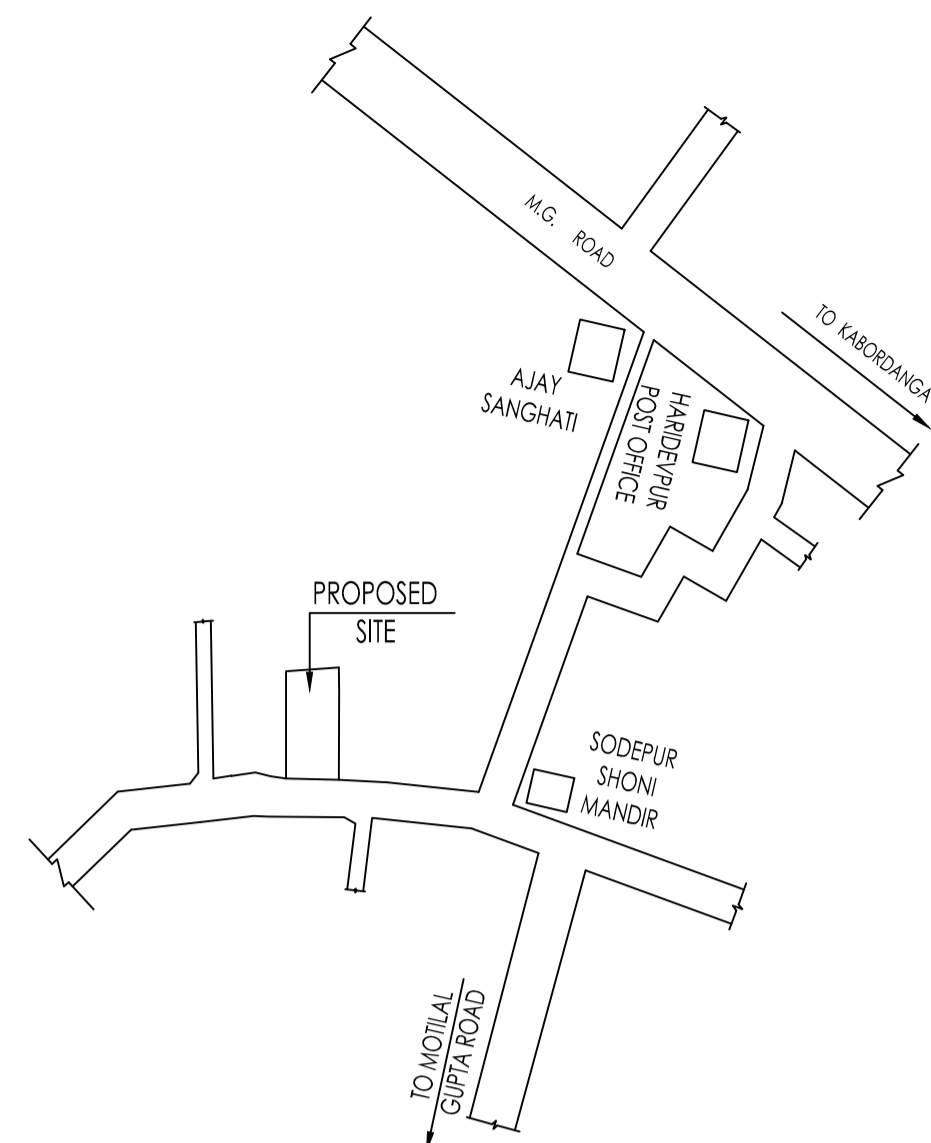 M.G. ROAD
TO KABORDANGA
AJAY
SANGHATI
HARIDEVPUR
POST OFFICE
PROPOSED
SITE
SODEPUR
SHONI
MANDIR
TO MOTILAL
GUPTA ROAD